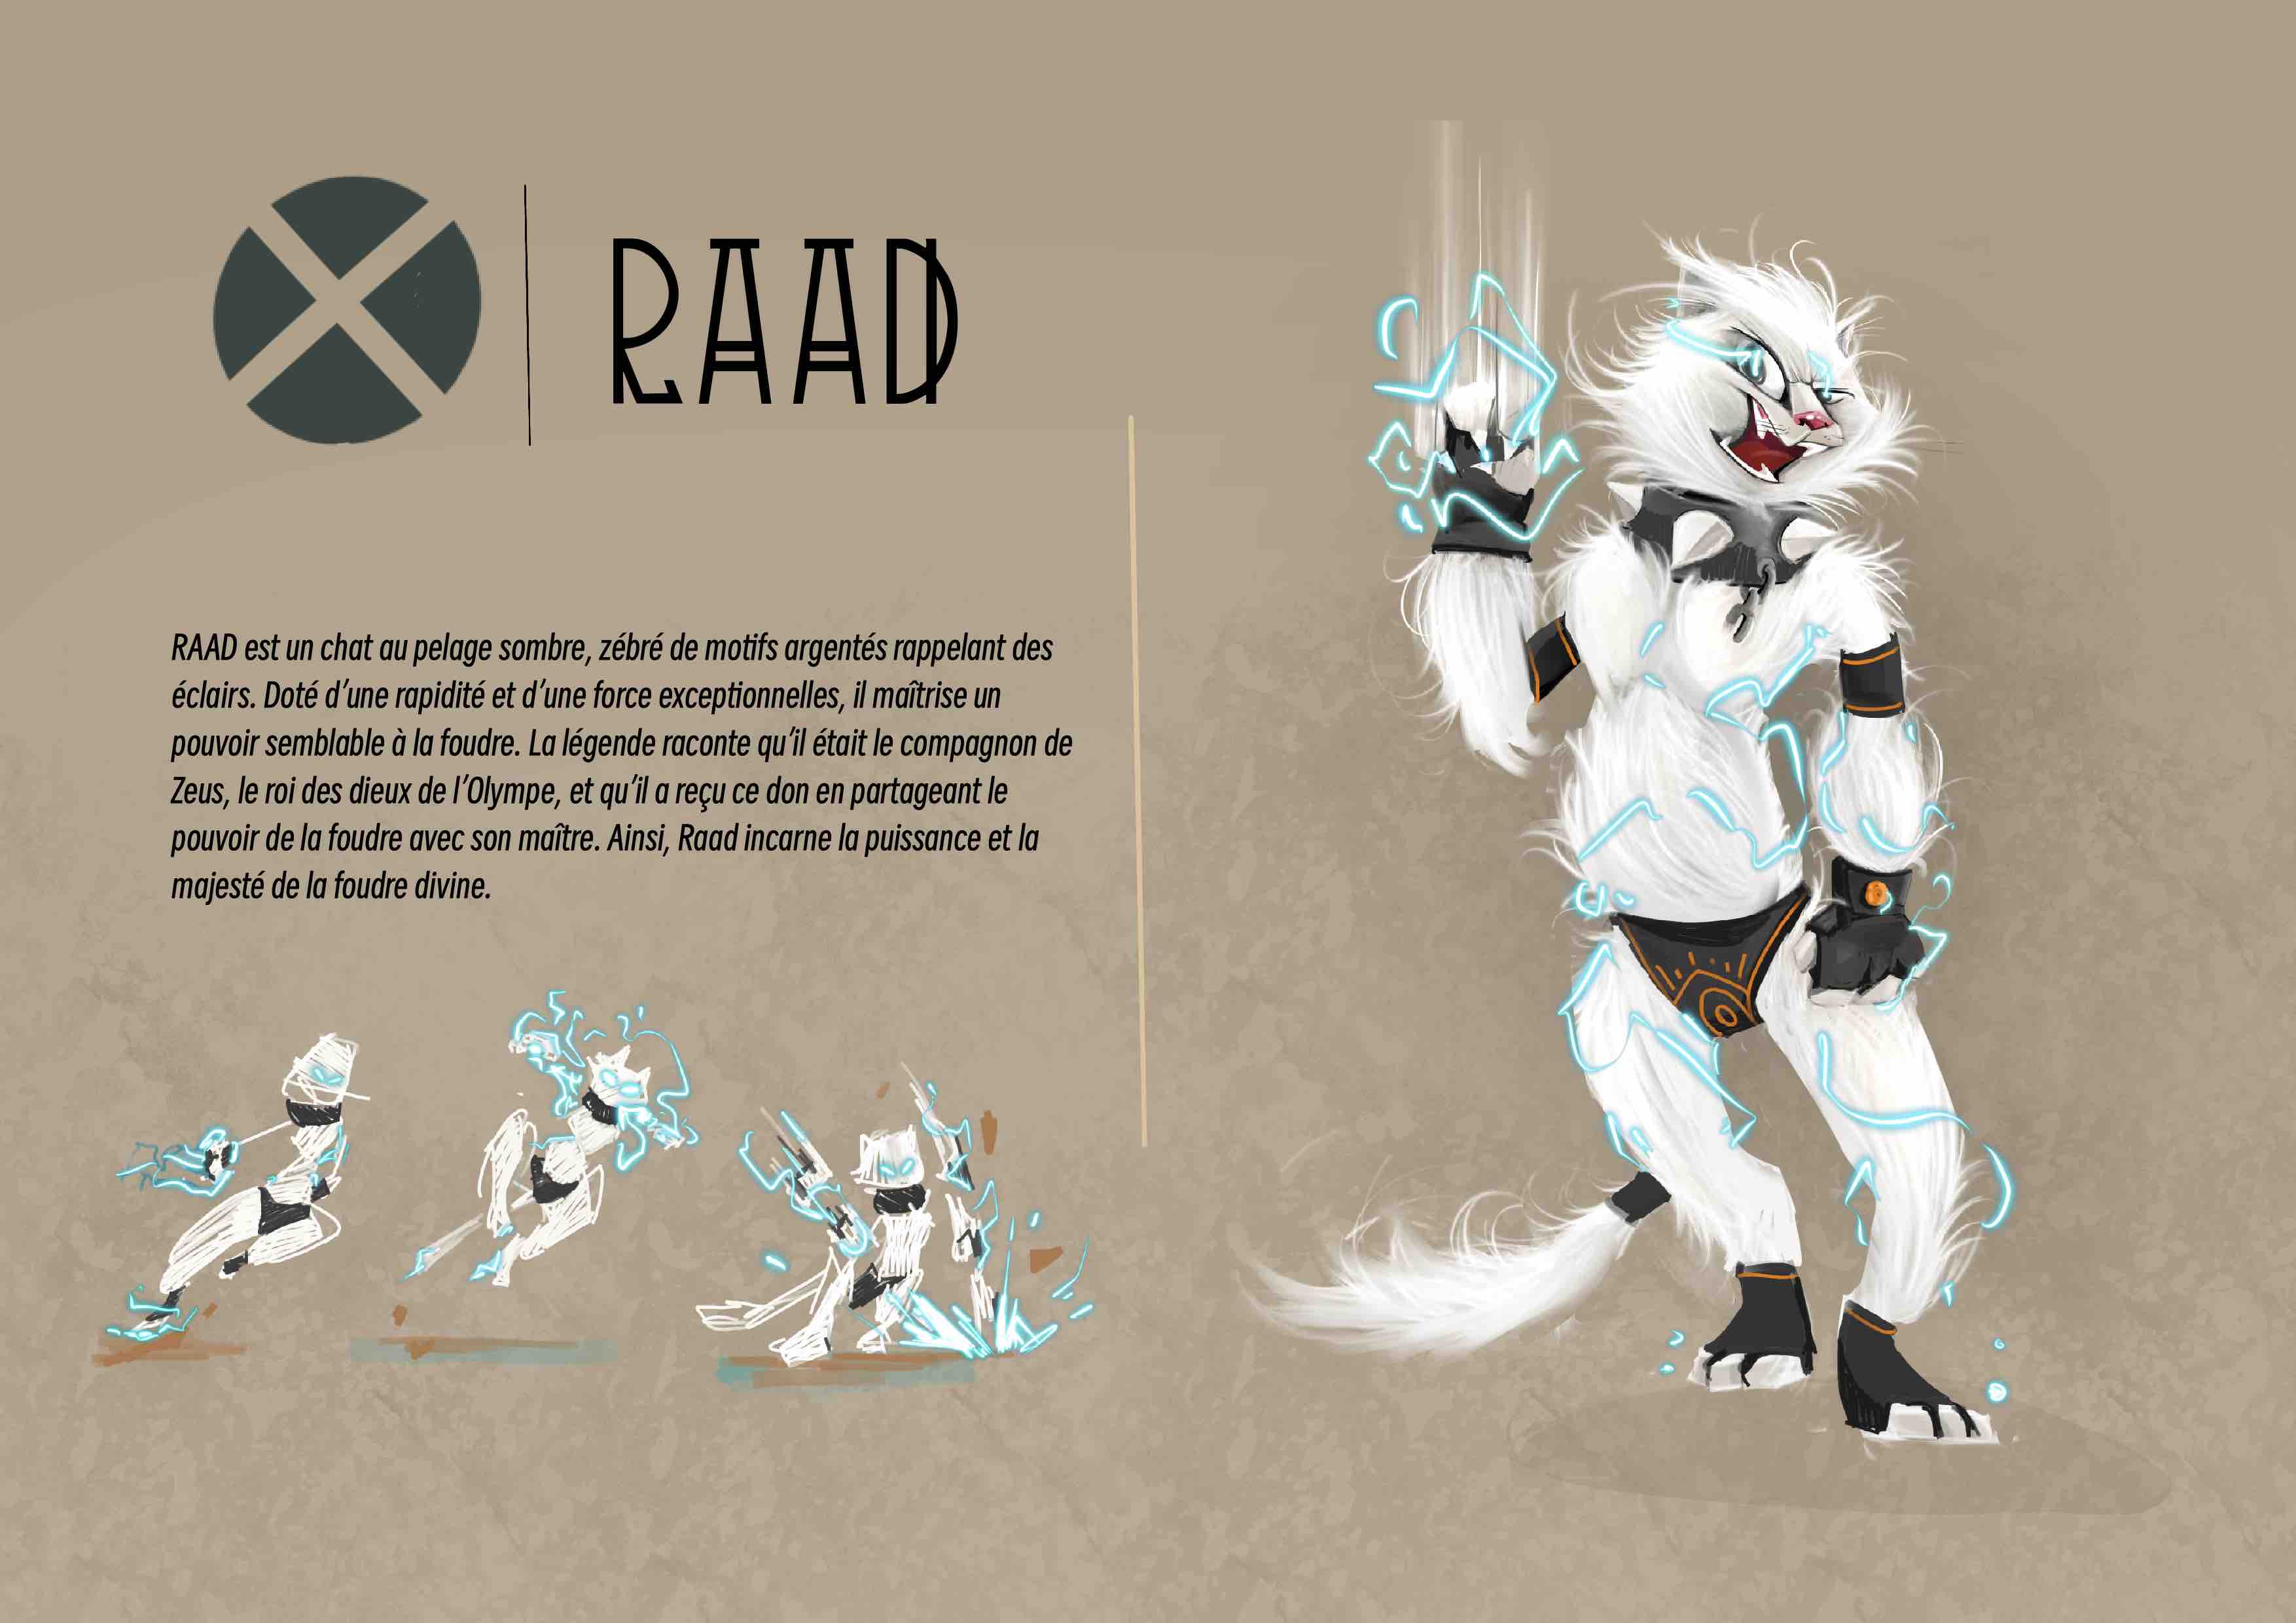 RAAD
RAAD est un chat au pelage sombre, zébré de motifs argentés rappelant des
éclairs. Doté d’une rapidité et d’une force exceptionnelles, il maîtrise un
pouvoir semblable à la foudre. La légende raconte qu’il était le compagnon de
Zeus, le roi des dieux de l’Olympe, et qu’il a reçu ce don en partageant le
pouvoir de la foudre avec son maître. Ainsi, Raad incarne la puissance et la
majesté de la foudre divine.